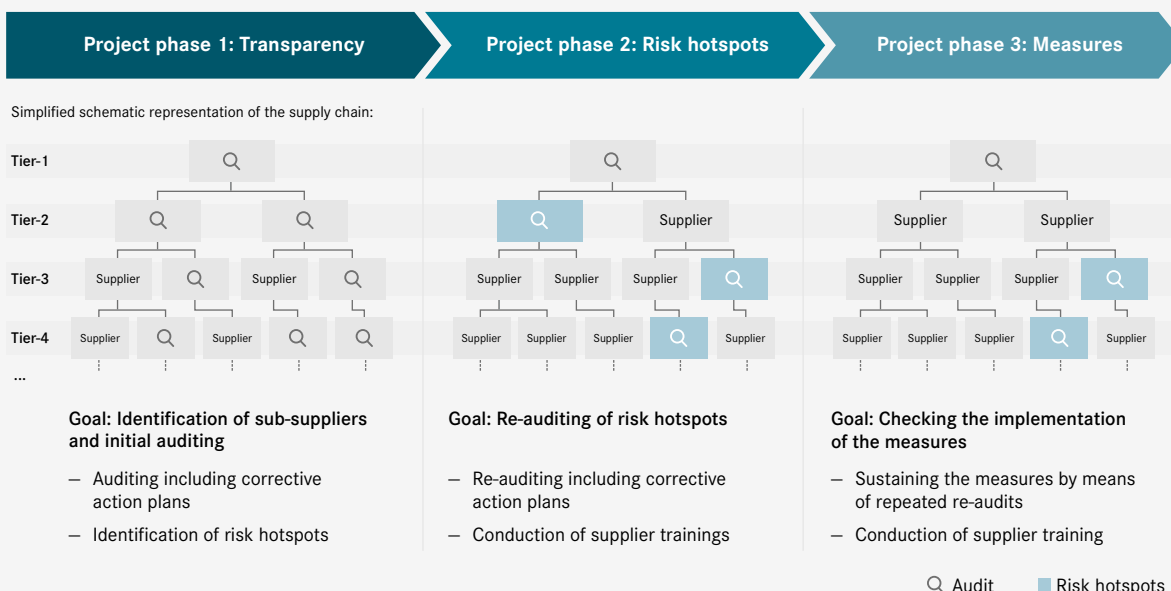 Project phase 1: Transparency
Project phase 2: Risk hotspots
Project phase 3: Measures
Simplified schematic representation of the supply chain:
Tier-1
Tier-2
Supplier
Supplier
Supplier
Tier-3
Supplier
Supplier
Supplier
Supplier
Supplier
Supplier
Supplier
Supplier
Tier-4
Supplier
Supplier
Supplier
Supplier
Supplier
Supplier
Supplier
Supplier
Supplier
Supplier
...
Goal: Identification of sub-suppliers
and initial auditing
– Auditing including corrective
action plans
– Identification of risk hotspots
Goal: Re-auditing of risk hotspots
– Re-auditing including corrective
action plans
– Conduction of supplier trainings
Goal: Checking the implementation
of the measures
– Sustaining the measures by means
of repeated re-audits
– Conduction of supplier training
Audit
Risk hotspots